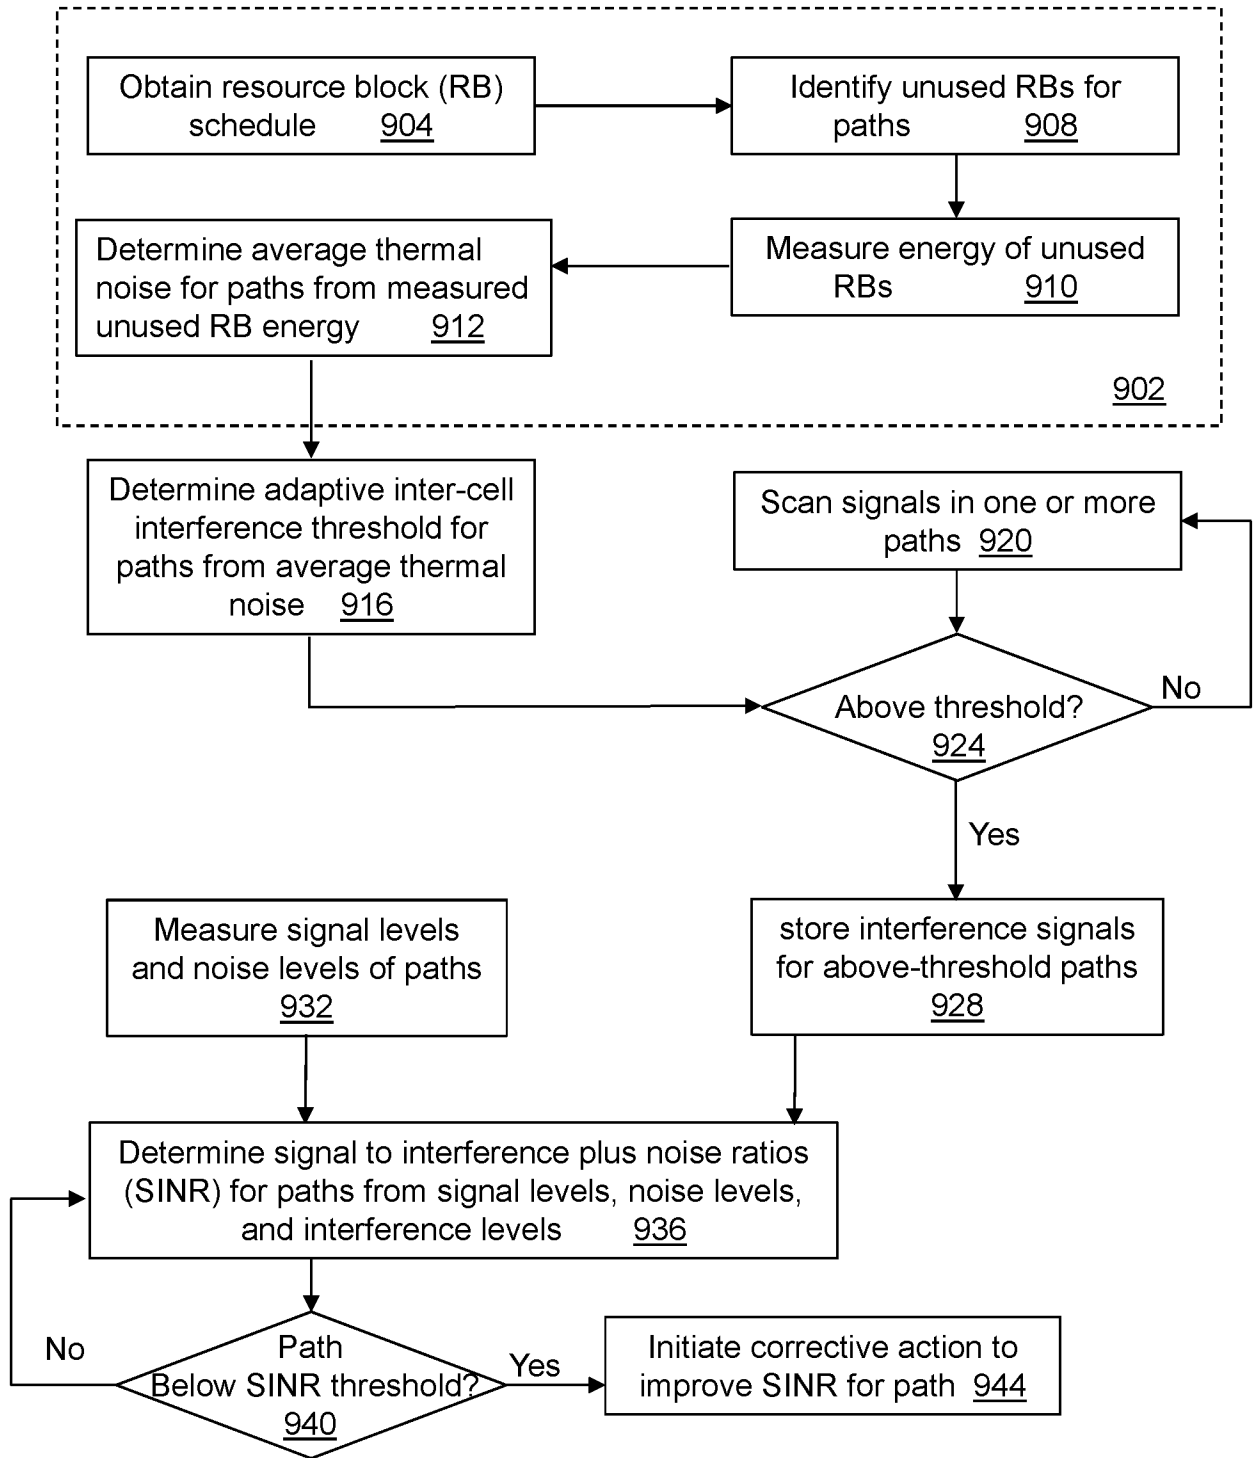 Obtain resource block (RB)
schedule 904
Identify unused RBs for
paths 908
Measure energy of unused
RBs 910
Determine average thermal
noise for paths from measured
unused RB energy 912
902
Determine adaptive inter-cell
interference threshold for
paths from average thermal
noise 916
Scan signals in one or more
paths 920
Above threshold?
924
No
Yes
store interference signals
for above-threshold paths
928
Measure signal levels
and noise levels of paths
932
Determine signal to interference plus noise ratios
(SINR) for paths from signal levels, noise levels,
and interference levels 936
Path
Below SINR threshold?
940
No
Yes
Initiate corrective action to
improve SINR for path 944